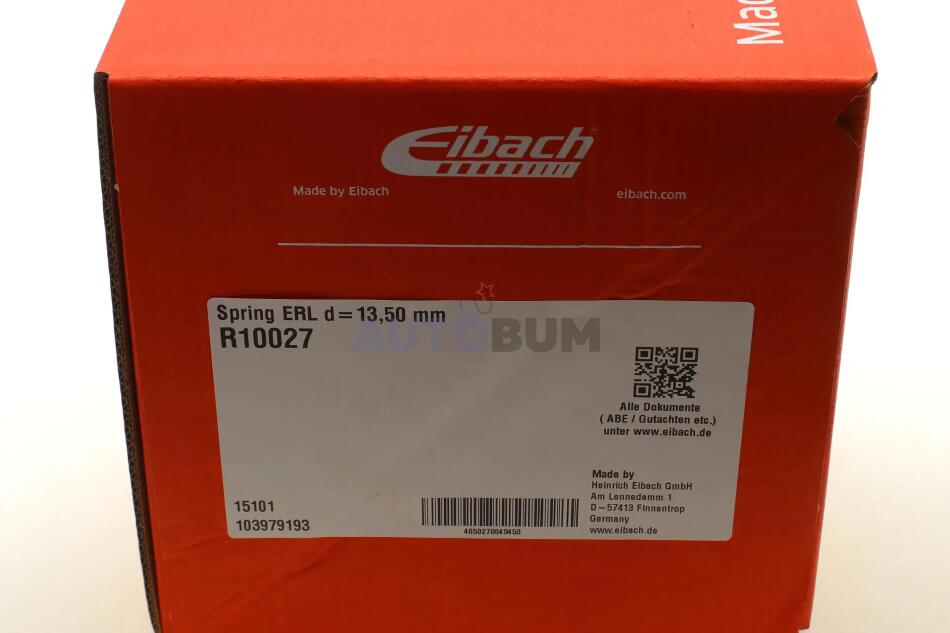 Mad
Eibach
Made by Eibach
eibach.com
Spring ERL d=13,50 mm
R10027
AUTOBUM
Alle Dokumente
( ABE / Gutachten etc.)
unter www.eibach.de
15101
103979193
4050278049450
Made by
Heinrich Eibach GmbH
Am Lennedamm 1
D-57413 Finnentrop
Germany
www.eibach.de